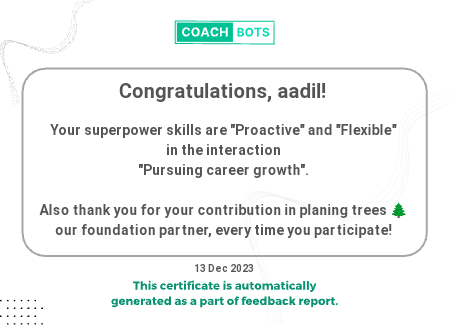 COACH BOTS
Congratulations, aadil!
Your superpower skills are "Proactive" and "Flexible"
in the interaction
"Pursuing career growth".
Also thank you for your contribution in planing trees 🌲
our foundation partner, every time you participate!
13 Dec 2023
This certificate is automatically
generated as a part of feedback report.